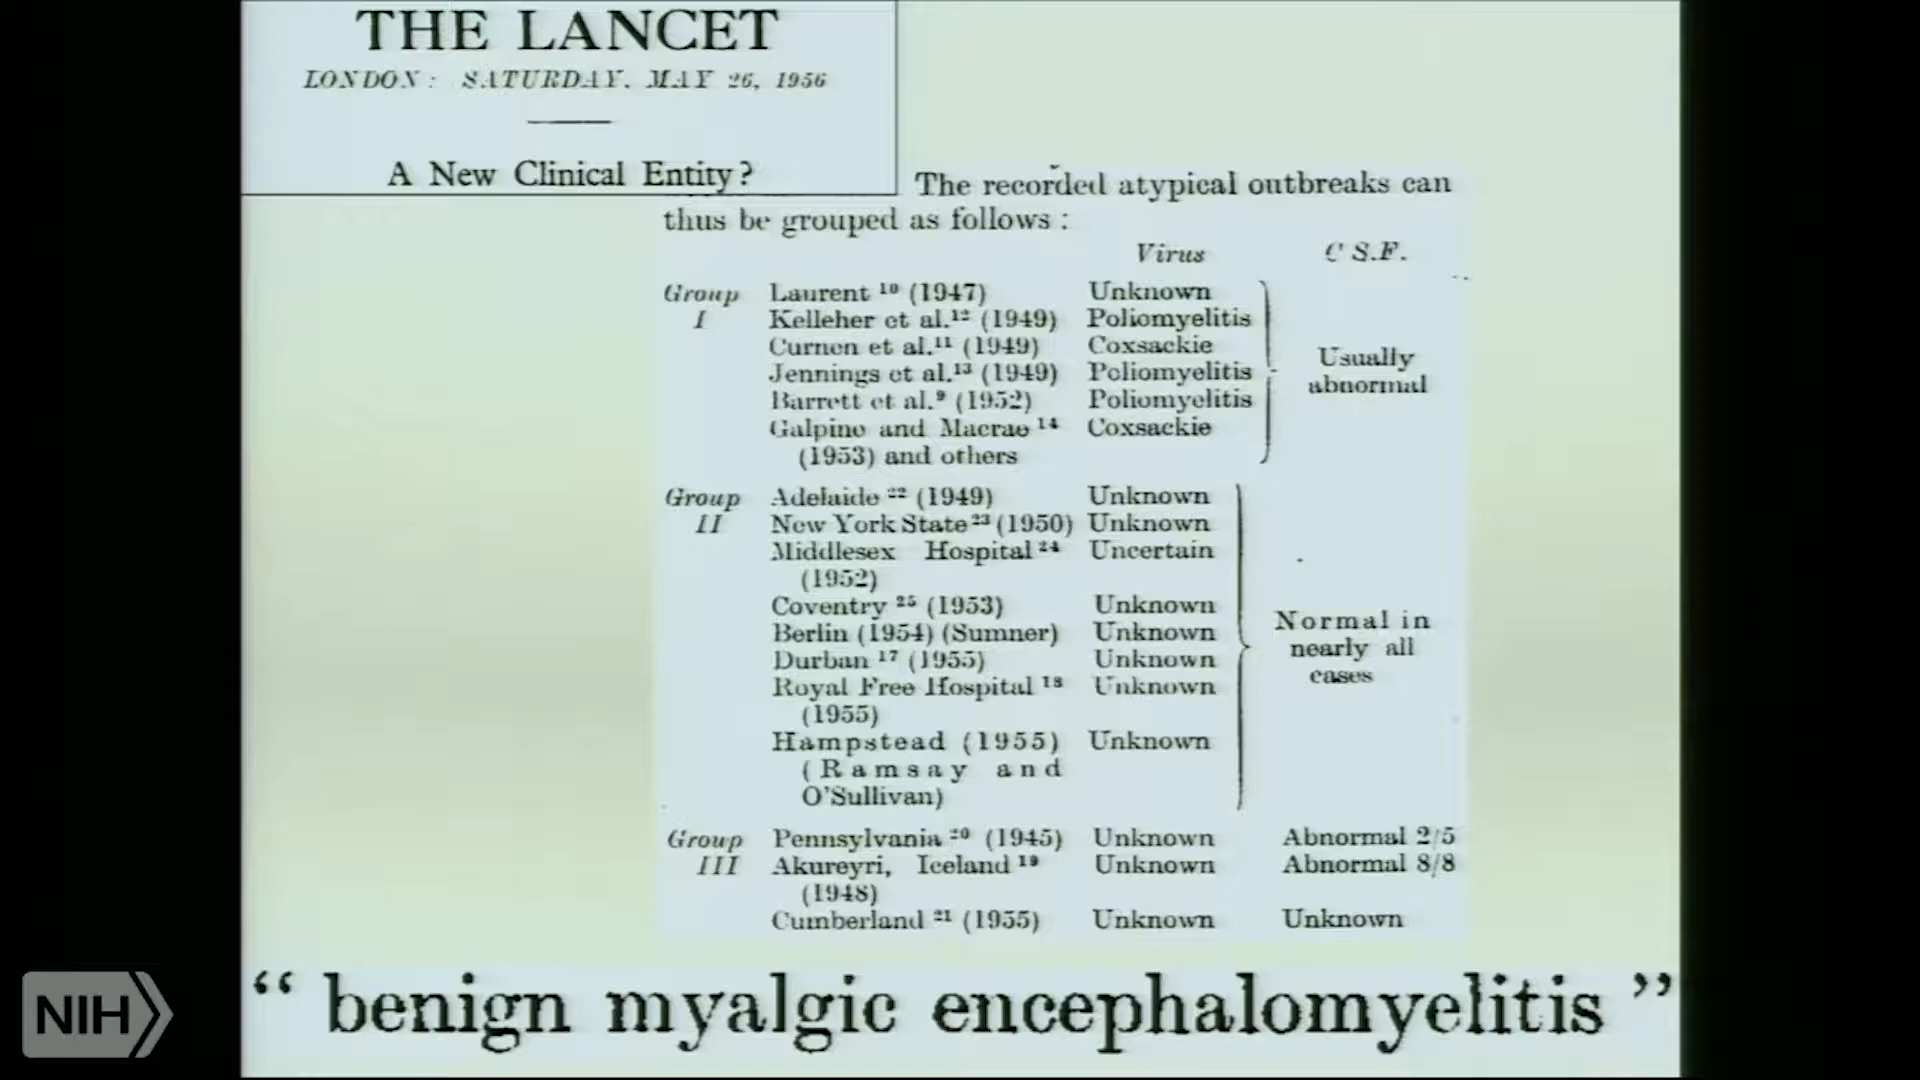 THE LANCET
LONDON: SATURDAY, MAY 26, 1956
A New Clinical Entity?
The recorded atypical outbreaks can
thus be grouped as follows:
Virus C.S.F.
Group I
Laurent 10 (1947) Unknown
Kelleher et al.12 (1949) Poliomyelitis
Curnen et al.11 (1949) Coxsackie
Jennings et al.13 (1949) Poliomyelitis
Barrett et al.9 (1952) Poliomyelitis
Galpine and Macrae 14 Coxsackie
(1953) and others
Usually
abnormal
Group II
Adelaide 22 (1949) Unknown
New York State 23 (1950) Unknown
Middlesex Hospital 24 Uncertain
(1952)
Coventry 25 (1953) Unknown
Berlin (1954) (Sumner) Unknown
Durban 17 (1955) Unknown
Royal Free Hospital 18 Unknown
(1955)
Hampstead (1955) Unknown
(Ramsay and
O'Sullivan)
Normal in
nearly all
cases
Group III
Pennsylvania 20 (1945) Unknown Abnormal 2/5
Akureyri, Iceland 19 Unknown Abnormal 8/8
(1948)
Cumberland 21 (1955) Unknown Unknown
"benign myalgic encephalomyelitis"
NIH